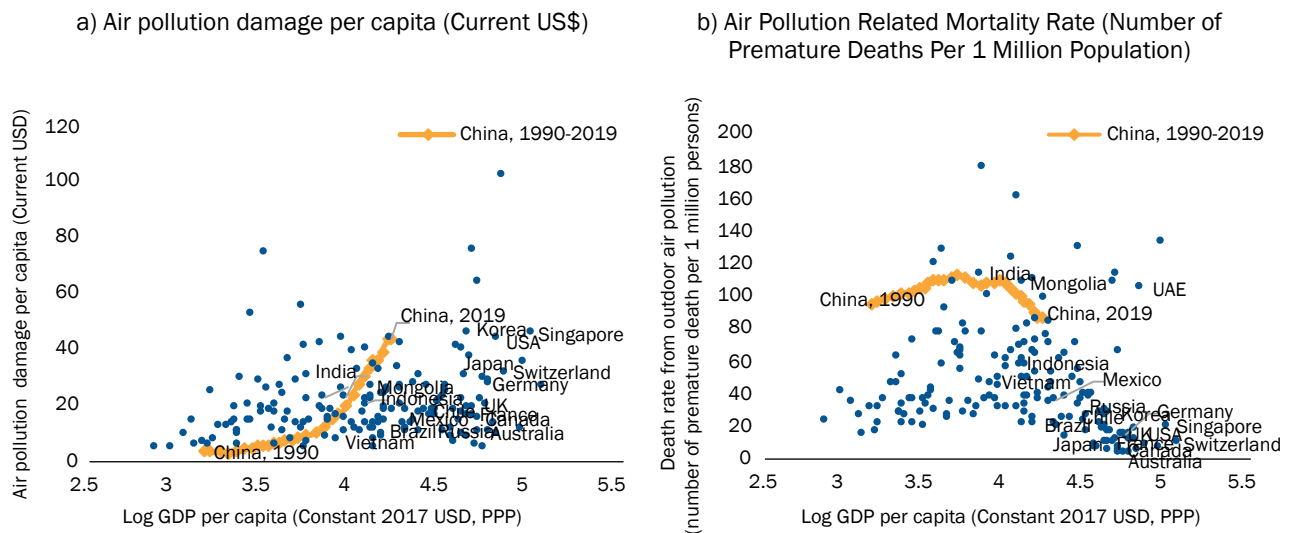 a) Air pollution damage per capita (Current US$)
Air pollution damage per capita (Current USD)
120
100
80
60
40
20
0
China, 1990-2019
China, 2019
Korea
Singapore
USA
Japan
Switzerland
India
Germany
Mongolia
Indonesia
UK
Chile
France
Mexico
Canada
Brazil
Russia
Australia
Vietnam
China, 1990
2.5 3 3.5 4 4.5 5 5.5
Log GDP per capita (Constant 2017 USD, PPP)
b) Air Pollution Related Mortality Rate (Number of
Premature Deaths Per 1 Million Population)
Death rate from outdoor air pollution
(number of premature death per 1 million persons)
200
180
160
140
120
100
80
60
40
20
0
China, 1990-2019
India
Mongolia
UAE
China, 1990
China, 2019
Indonesia
Vietnam
Mexico
Russia
Chile
Korea
Germany
Brazil
Singapore
UK
USA
Japan
France
Switzerland
Canada
Australia
2.5 3 3.5 4 4.5 5 5.5
Log GDP per capita (Constant 2017 USD, PPP)